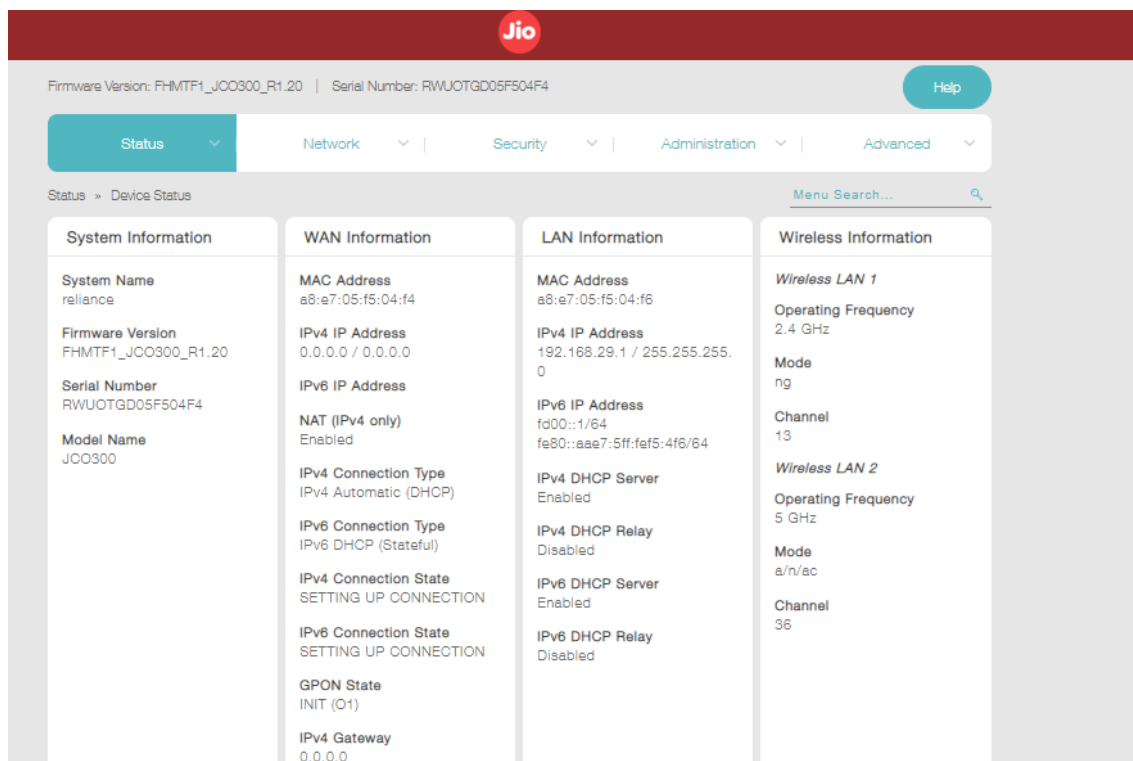 Jio
Firmware Version: FHMTF1_JCO300_R1.20 | Serial Number: RWUOTGD05F504F4
Help
Status
Network
Security
Administration
Advanced
Status » Device Status
Menu Search...
System Information
System Name
reliance
Firmware Version
FHMTF1_JCO300_R1.20
Serial Number
RWUOTGD05F504F4
Model Name
JCO300
WAN Information
MAC Address
a8:e7:05:f5:04:f4
IPv4 IP Address
0.0.0.0 / 0.0.0.0
IPv6 IP Address
NAT (IPv4 only)
Enabled
IPv4 Connection Type
IPv4 Automatic (DHCP)
IPv6 Connection Type
IPv6 DHCP (Stateful)
IPv4 Connection State
SETTING UP CONNECTION
IPv6 Connection State
SETTING UP CONNECTION
GPON State
INIT (O1)
IPv4 Gateway
0.0.0.0
LAN Information
MAC Address
a8:e7:05:f5:04:f6
IPv4 IP Address
192.168.29.1 / 255.255.255.
0
IPv6 IP Address
fd00::1/64
fe80::aae7:5ff:fef5:4f6/64
IPv4 DHCP Server
Enabled
IPv4 DHCP Relay
Disabled
IPv6 DHCP Server
Enabled
IPv6 DHCP Relay
Disabled
Wireless Information
Wireless LAN 1
Operating Frequency
2.4 GHz
Mode
ng
Channel
13
Wireless LAN 2
Operating Frequency
5 GHz
Mode
a/n/ac
Channel
36